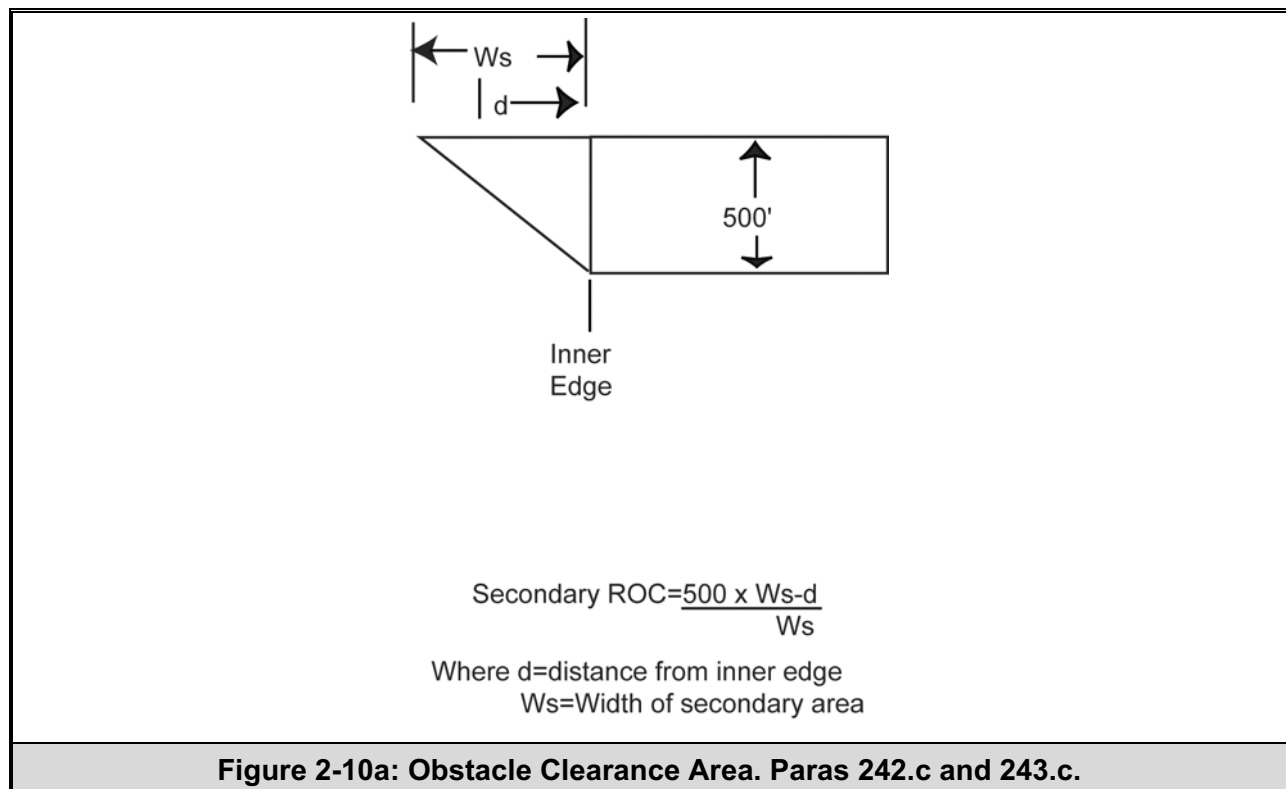 Ws
d
500'
Inner
Edge
Secondary ROC=500 x Ws-d
Ws
Where d=distance from inner edge
Ws=Width of secondary area
Figure 2-10a: Obstacle Clearance Area. Paras 242.c and 243.c.